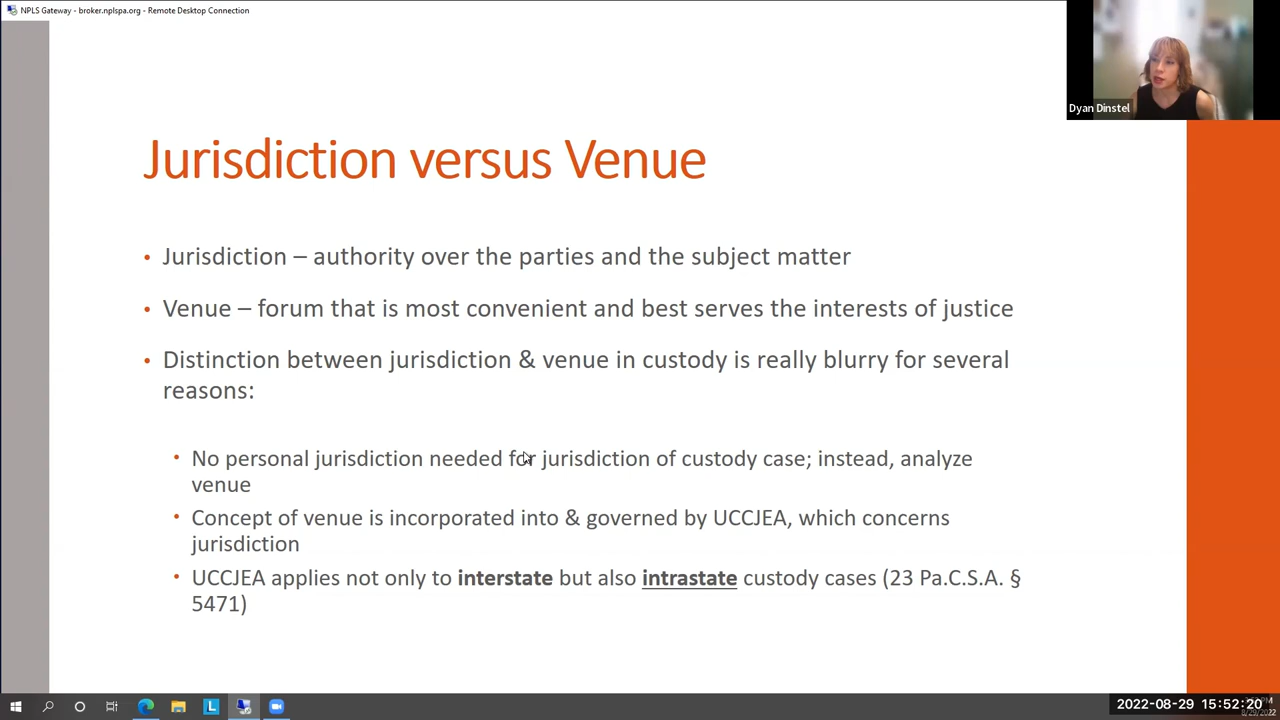 NPLS Gateway - broker.nplspa.org - Remote Desktop Connection
Dyan Dinstel
Jurisdiction versus Venue
• Jurisdiction – authority over the parties and the subject matter
• Venue – forum that is most convenient and best serves the interests of justice
• Distinction between jurisdiction & venue in custody is really blurry for several
reasons:
• No personal jurisdiction needed for jurisdiction of custody case; instead, analyze
venue
• Concept of venue is incorporated into & governed by UCCJEA, which concerns
jurisdiction
• UCCJEA applies not only to interstate but also intrastate custody cases (23 Pa.C.S.A. §
5471)
L
2022-08-29 15:52:20